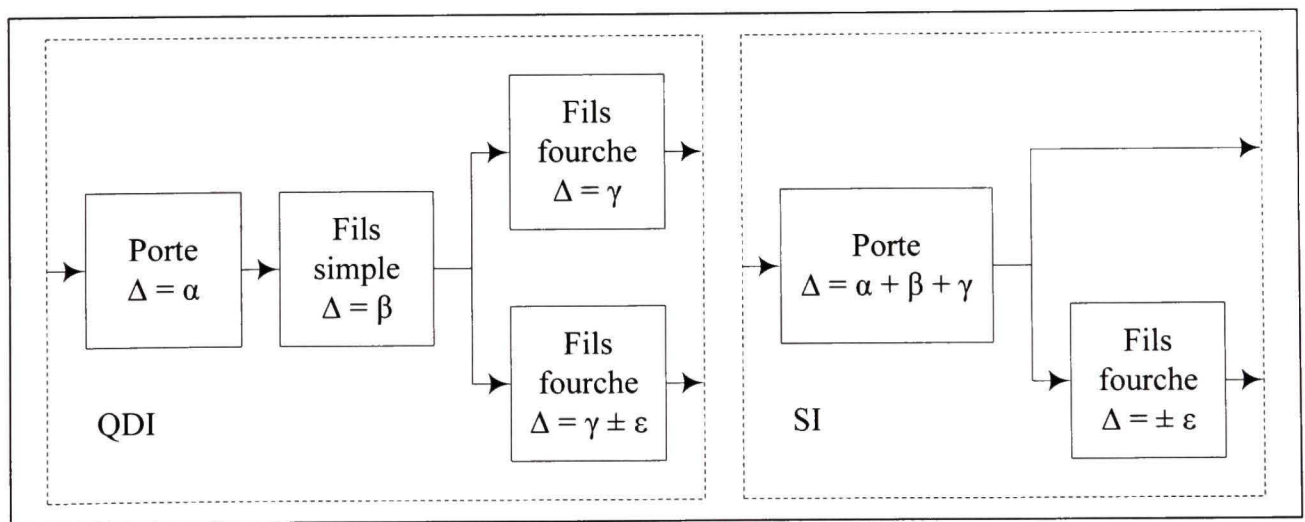 Fils
fourche
Δ = γ
Porte
Δ = α
Fils
simple
Δ = β
Fils
fourche
Δ = γ ± ε
QDI
Porte
Δ = α + β + γ
Fils
fourche
Δ = ± ε
SI